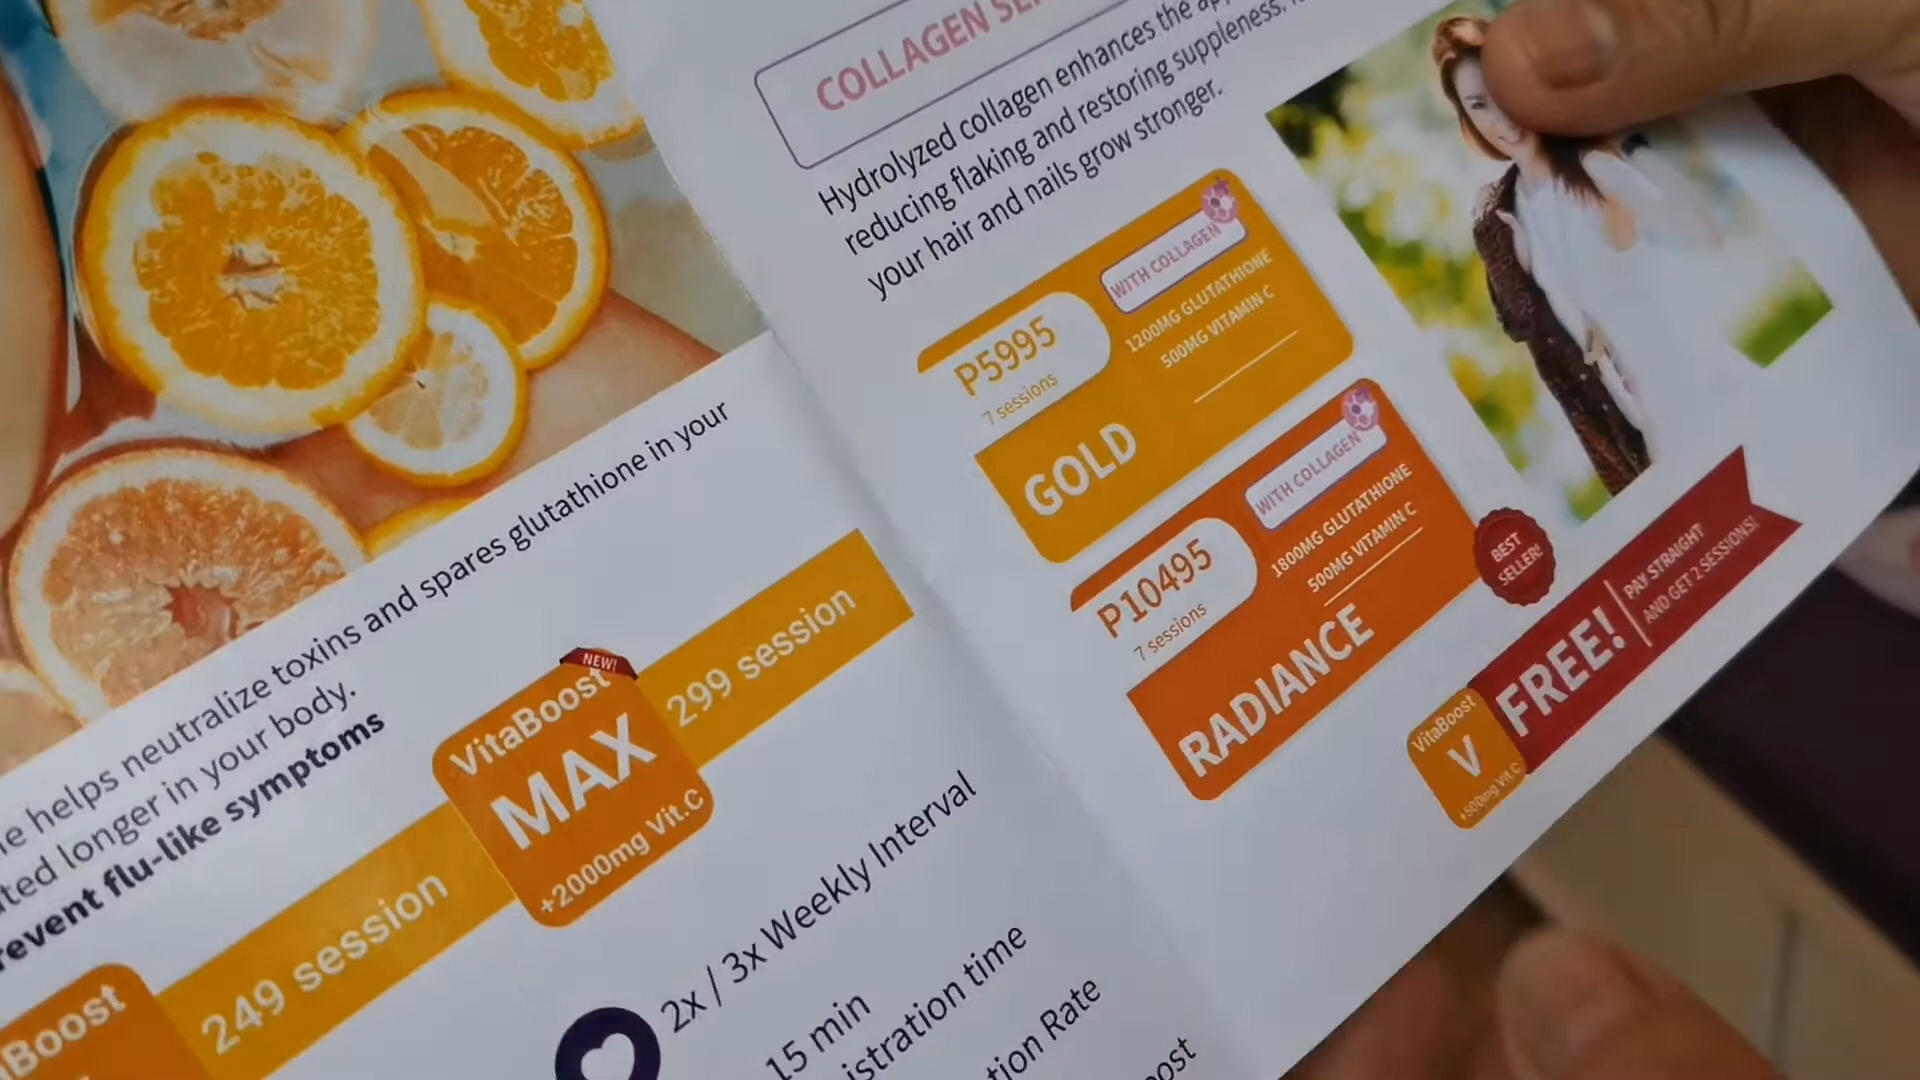 COLLAGEN
Hydrolyzed collagen enhances the
reducing flaking and restoring suppleness.
your hair and nails grow stronger.
WITH COLLAGEN
1200MG GLUTATHIONE
500MG VITAMIN C
P5995
7 sessions
GOLD
WITH COLLAGEN
1800MG GLUTATHIONE
500MG VITAMIN C
P10495
7 sessions
RADIANCE
BEST
SELLER!
VitaBoost
V
+500mg Vit.C
FREE!
PAY STRAIGHT
AND GET 2 SESSIONS!
helps neutralize toxins and spares glutathione in your
longer in your body.
flu-like symptoms
NEW!
VitaBoost
MAX
+2000mg Vit.C
299 session
249 session
Boost
2x / 3x Weekly Interval
15 min
time
Rate